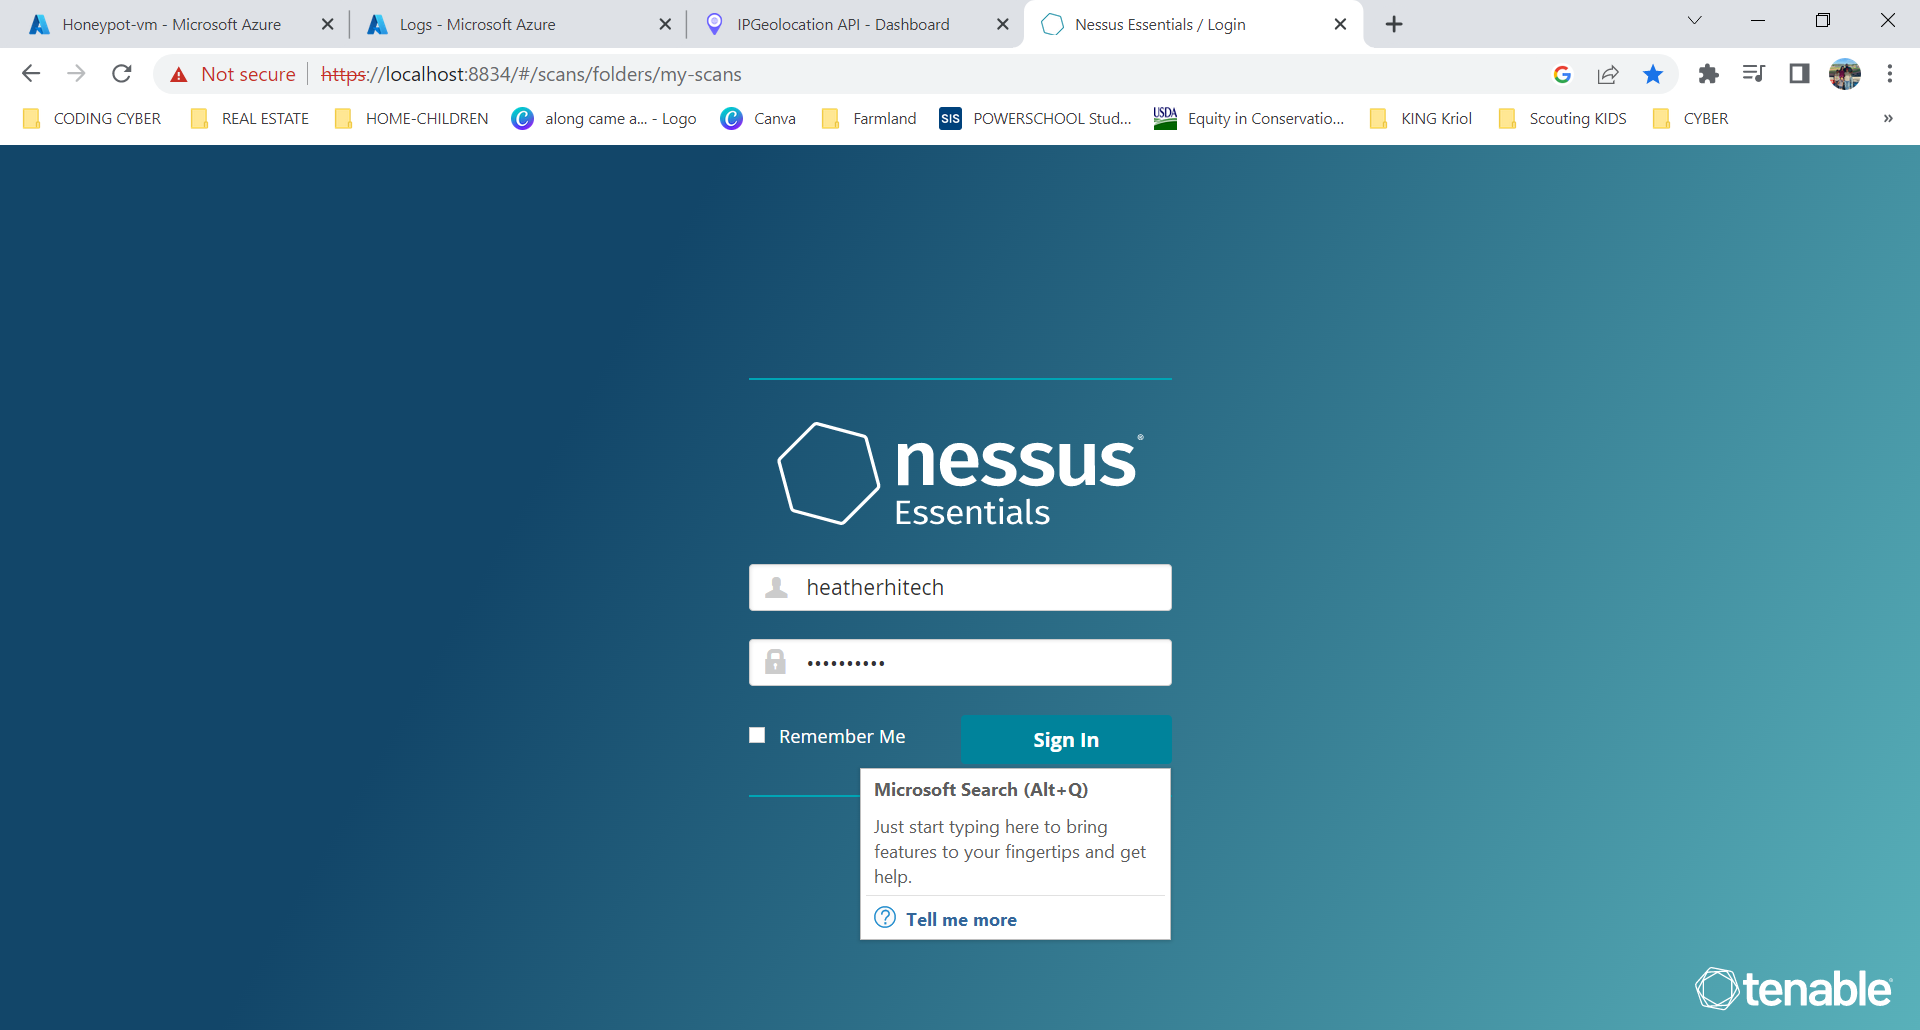 Honeypot-vm - Microsoft Azure
Logs - Microsoft Azure
IPGeolocation API - Dashboard
Nessus Essentials / Login
Not secure
https://localhost:8834/#/scans/folders/my-scans
CODING CYBER
REAL ESTATE
HOME-CHILDREN
along came a... - Logo
Canva
Farmland
SIS
POWERSCHOOL Stud...
USDA
Equity in Conservatio...
KING Kriol
Scouting KIDS
CYBER
»
nessus®
Essentials
heatherhitech
••••••••••
Remember Me
Sign In
Microsoft Search (Alt+Q)
Just start typing here to bring
features to your fingertips and get
help.
Tell me more
tenable